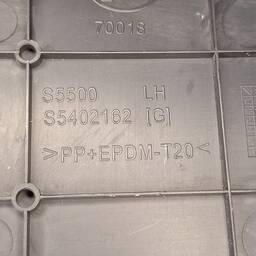 70018
S5500 LH
S5402162 [G]
>PP+EPDM-T20<